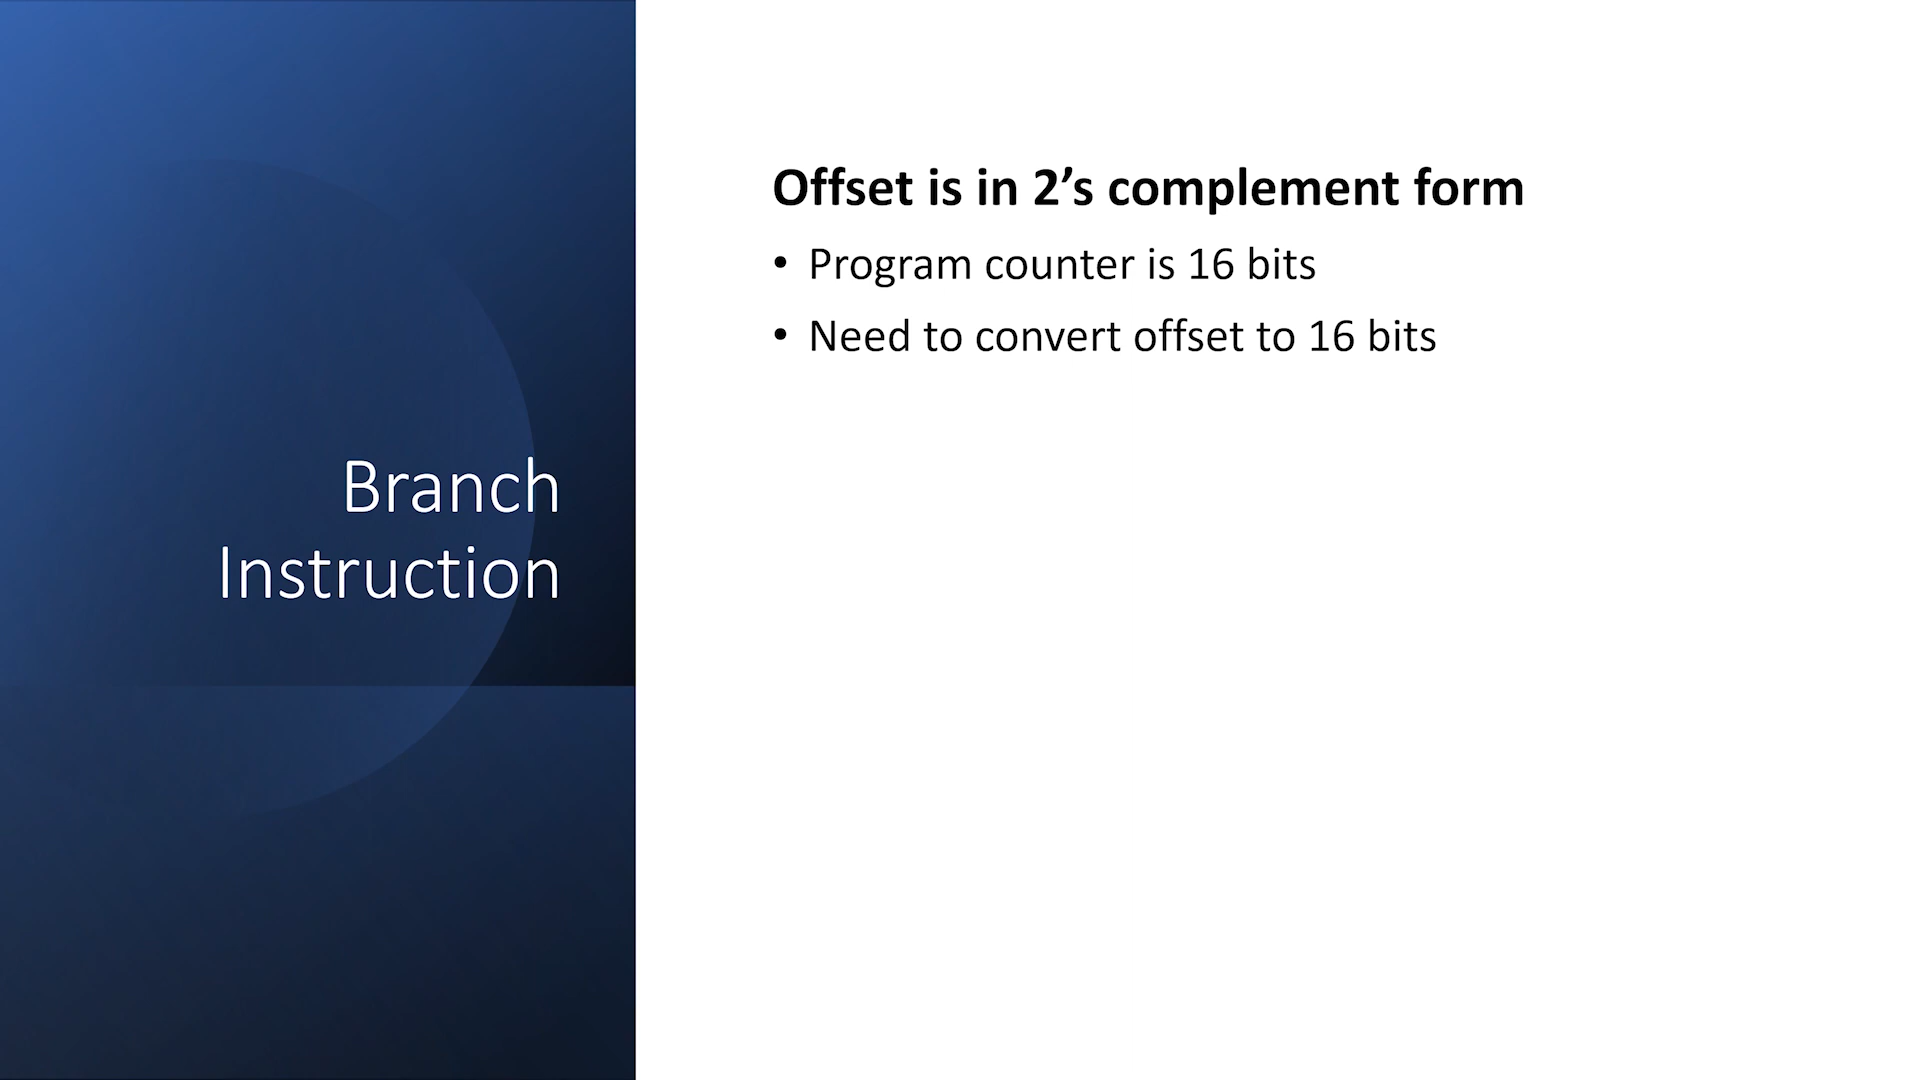 Branch
Instruction
Offset is in 2’s complement form
• Program counter is 16 bits
• Need to convert offset to 16 bits